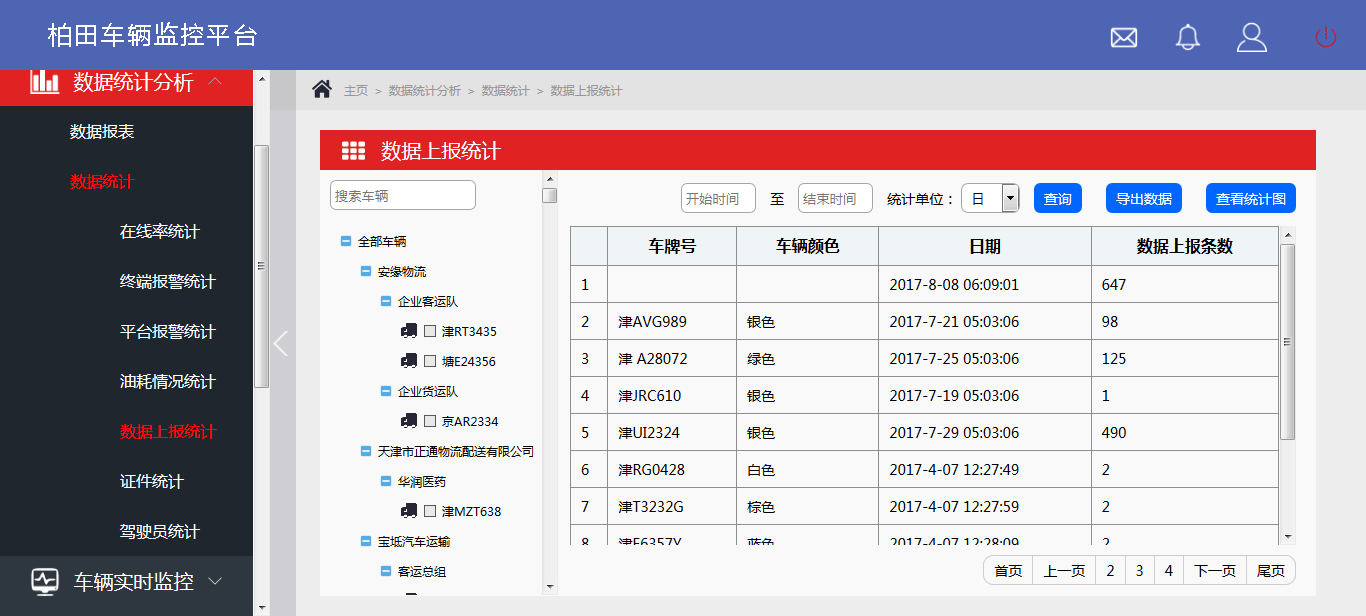 柏田车辆监控平台
数据统计分析
数据报表
数据统计
在线率统计
终端报警统计
平台报警统计
油耗情况统计
数据上报统计
证件统计
驾驶员统计
车辆实时监控
主页 > 数据统计分析 > 数据统计 > 数据上报统计
数据上报统计
搜索车辆
全部车辆
安缘物流
企业客运队
津RT3435
塘E24356
企业货运队
京AR2334
天津市正通物流配送有限公司
华润医药
津MZT638
宝坻汽车运输
客运总组
开始时间 至 结束时间 统计单位： 日 查询 导出数据 查看统计图
车牌号 车辆颜色 日期 数据上报条数
1 2017-8-08 06:09:01 647
2 津AVG989 银色 2017-7-21 05:03:06 98
3 津 A28072 绿色 2017-7-25 05:03:06 125
4 津JRC610 银色 2017-7-19 05:03:06 1
5 津UI2324 银色 2017-7-29 05:03:06 490
6 津RG0428 白色 2017-4-07 12:27:49 2
7 津T3232G 棕色 2017-4-07 12:27:59 2
8 津F6357Y 蓝色 2017-4-07 12:28:09 2
首页 上一页 2 3 4 下一页 尾页